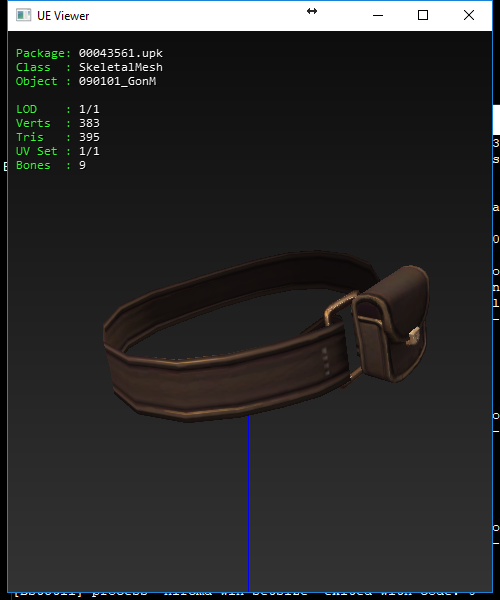 UE Viewer
Package: 00043561.upk
Class : SkeletalMesh
Object : 090101_GonM
LOD : 1/1
Verts : 383
Tris : 395
UV Set : 1/1
Bones : 9